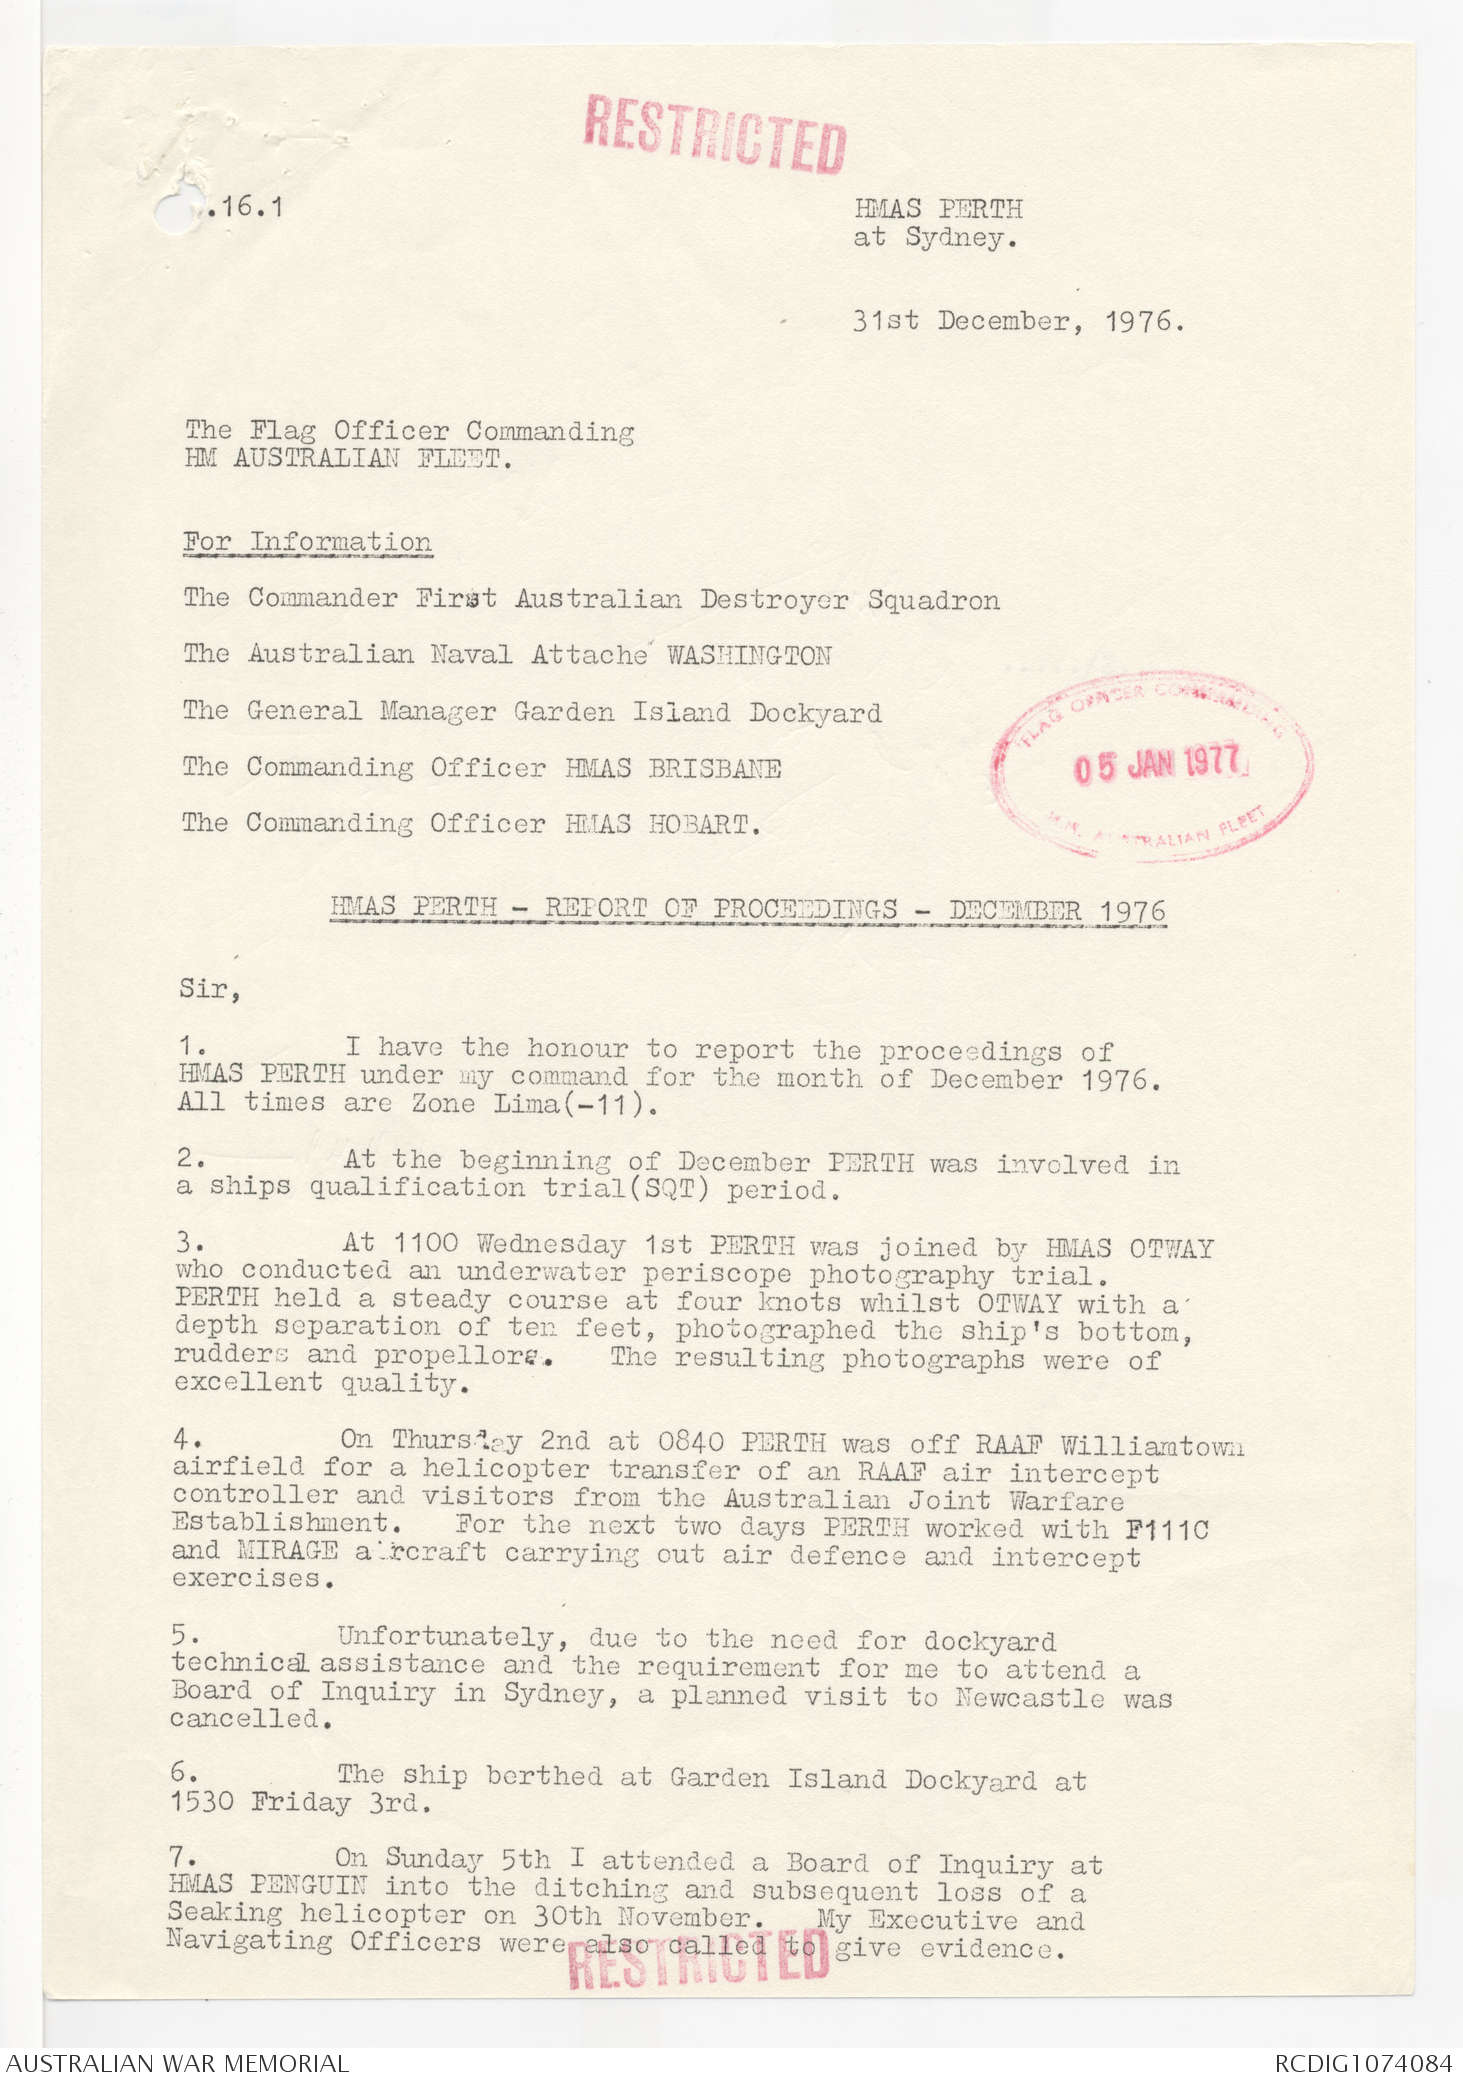 RESTRICTED
.16.1
HMAS PERTH
at Sydney.
31st December, 1976.
The Flag Officer Commanding
HM AUSTRALIAN FLEET.
For Information
The Commander First Australian Destroyer Squadron
The Australian Naval Attache' WASHINGTON
The General Manager Garden Island Dockyard
The Commanding Officer HMAS BRISBANE
The Commanding Officer HMAS HOBART.
FLAG OFFICER COMMANDING
05 JAN 1977
H.M. AUSTRALIAN FLEET
HMAS PERTH - REPORT OF PROCEEDINGS - DECEMBER 1976
Sir,
1. I have the honour to report the proceedings of
HMAS PERTH under my command for the month of December 1976.
All times are Zone Lima(-11).
2. At the beginning of December PERTH was involved in
a ships qualification trial(SQT) period.
3. At 1100 Wednesday 1st PERTH was joined by HMAS OTWAY
who conducted an underwater periscope photography trial.
PERTH held a steady course at four knots whilst OTWAY with a
depth separation of ten feet, photographed the ship's bottom,
rudders and propellors. The resulting photographs were of
excellent quality.
4. On Thursday 2nd at 0840 PERTH was off RAAF Williamtown
airfield for a helicopter transfer of an RAAF air intercept
controller and visitors from the Australian Joint Warfare
Establishment. For the next two days PERTH worked with F111C
and MIRAGE aircraft carrying out air defence and intercept
exercises.
5. Unfortunately, due to the need for dockyard
technical assistance and the requirement for me to attend a
Board of Inquiry in Sydney, a planned visit to Newcastle was
cancelled.
6. The ship berthed at Garden Island Dockyard at
1530 Friday 3rd.
7. On Sunday 5th I attended a Board of Inquiry at
HMAS PENGUIN into the ditching and subsequent loss of a
Seaking helicopter on 30th November. My Executive and
Navigating Officers were also called to give evidence.
RESTRICTED
AUSTRALIAN WAR MEMORIAL
RCDIG1074084